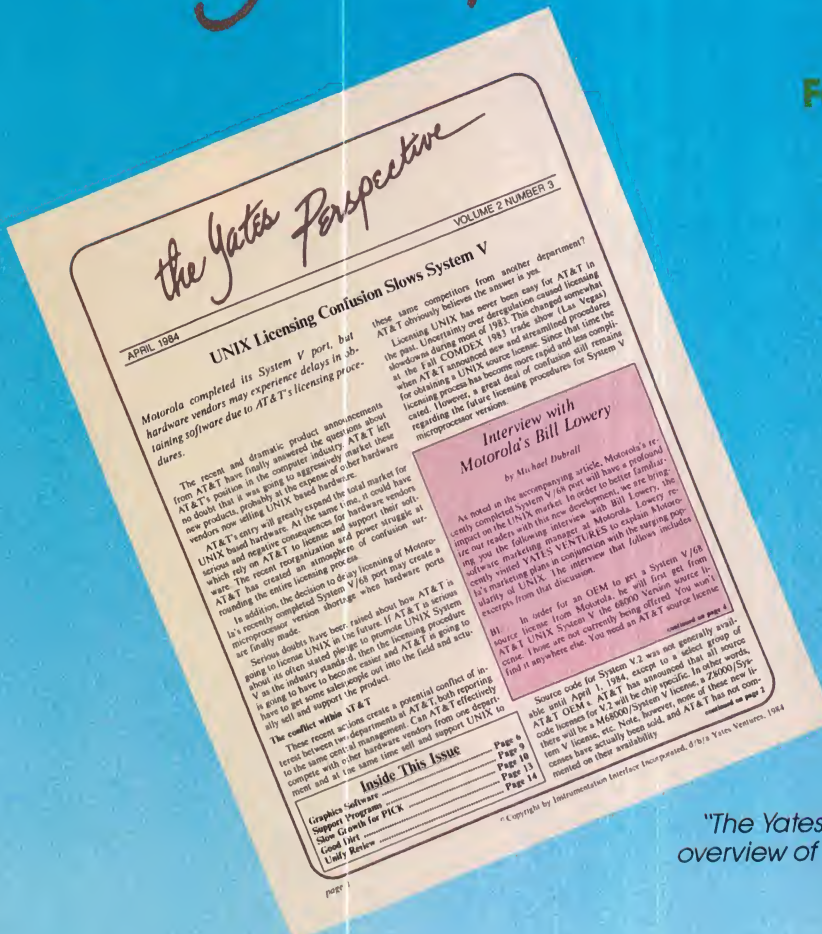 F
the Yates Perspective
APRIL 1984
VOLUME 2 NUMBER 3
UNIX Licensing Confusion Slows System V
Motorola completed its System V port, but
hardware vendors may experience delays in ob-
taining software due to AT&T's licensing proce-
dures.
The recent and dramatic product announcements
from AT&T have finally answered the questions about
AT&T's position in the computer industry. AT&T left
no doubt that it was going to aggressively market these
new products, probably at the expense of other hardware
vendors now selling UNIX based hardware.
AT&T's entry will greatly expand the total market for
UNIX based hardware. At the same time, it could have
serious and negative consequences for hardware vendors
which rely on AT&T to license and support their soft-
ware. The recent reorganization and power struggle at
AT&T has created an atmosphere of confusion sur-
rounding the entire licensing process.
In addition, the decision to delay licensing of Motoro-
la's recently completed System V/68 port may create a
microprocessor version shortage when hardware ports
are finally made.
Serious doubts have been raised about how AT&T is
going to license UNIX in the future. If AT&T is serious
about its often stated pledge to promote UNIX System
V as the industry standard, then the licensing procedure
is going to have to become easier and AT&T is going to
have to get some salespeople out into the field and actu-
ally sell and support the product.
The conflict within AT&T
These recent actions create a potential conflict of in-
terest between two departments at AT&T, both reporting
to the same central management. Can AT&T effectively
compete with other hardware vendors from one depart-
ment and at the same time sell and support UNIX to
these same competitors from another department?
AT&T obviously believes the answer is yes.
Licensing UNIX has never been easy for AT&T in
the past. Uncertainty over deregulation caused licensing
slowdowns during most of 1983. This changed somewhat
at the Fall COMDEX 1983 trade show (Las Vegas)
when AT&T announced new and streamlined procedures
for obtaining a UNIX source license. Since that time the
licensing process has become more rapid and less compli-
cated. However, a great deal of confusion still remains
regarding the future licensing procedures for System V
microprocessor versions.
Interview with
Motorola's Bill Lowery
by Michael Dubrall
As noted in the accompanying article, Motorola's re-
cently completed System V/68 port will have a profound
impact on the UNIX market. In order to better familiar-
ize our readers with this new development, we are bring-
ing you the following interview with Bill Lowery, the
software marketing manager at Motorola. Lowery re-
cently visited YATES VENTURES to explain Motoro-
la's marketing plans in conjunction with the surging pop-
ularity of UNIX. The interview that follows includes
excerpts from that discussion.
Bl: In order for an OEM to get a System V/68
source license from Motorola, he will first get from
AT&T UNIX System V the 68000 Version source li-
cense. Those are not currently being offered. You won't
find it anywhere else. You need an AT&T source license
continued on page 4
Source code for System V.2 was not generally avail-
able until April 1, 1984, except to a select group of
AT&T OEMs. AT&T has announced that all source
code licenses for V.2 will be chip specific. In other words,
there will be a M68000/System V license, a Z8000/Sys-
tem V license, etc. Note, however, none of these new li-
censes have actually been sold, and AT&T has not com-
mented on their availability.
continued on page 2
Inside This Issue
Graphics Software Page 6
Support Programs Page 9
Slow Growth for PICK Page 10
Good Dirt Page 13
Unify Review Page 14
© Copyright by Instrumentation Interface Incorporated, d/b/a Yates Ventures, 1984
page 1
"The Yates
overview of